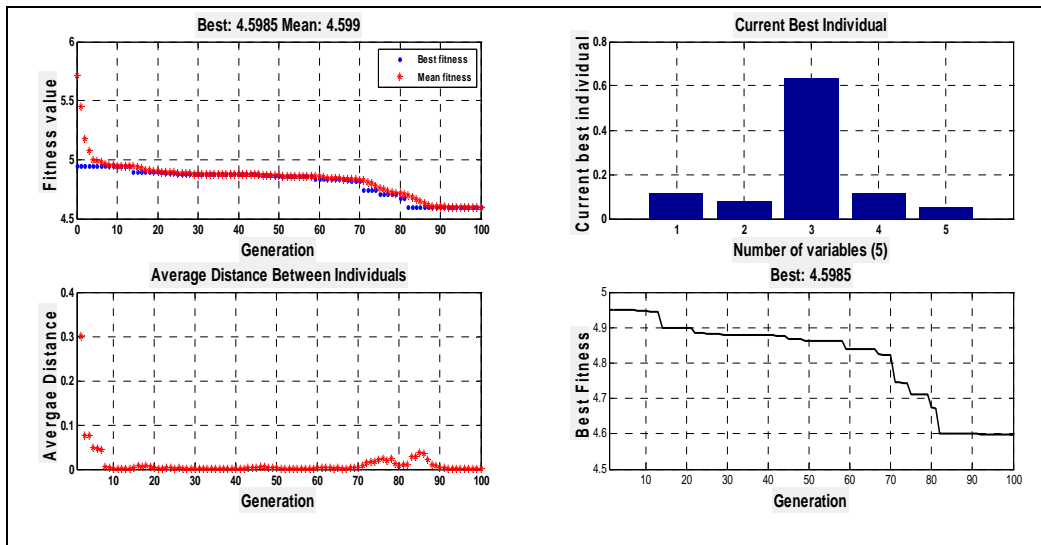 Best: 4.5985 Mean: 4.599
Fitness value
6
5.5
5
4.5
Best fitness
Mean fitness
0 10 20 30 40 50 60 70 80 90 100
Generation
Current Best Individual
Current best individual
0.8
0.6
0.4
0.2
0
1 2 3 4 5
Number of variables (5)
Average Distance Between Individuals
Avergae Distance
0.4
0.3
0.2
0.1
0
10 20 30 40 50 60 70 80 90 100
Generation
Best: 4.5985
Best Fitness
5
4.9
4.8
4.7
4.6
4.5
10 20 30 40 50 60 70 80 90 100
Generation